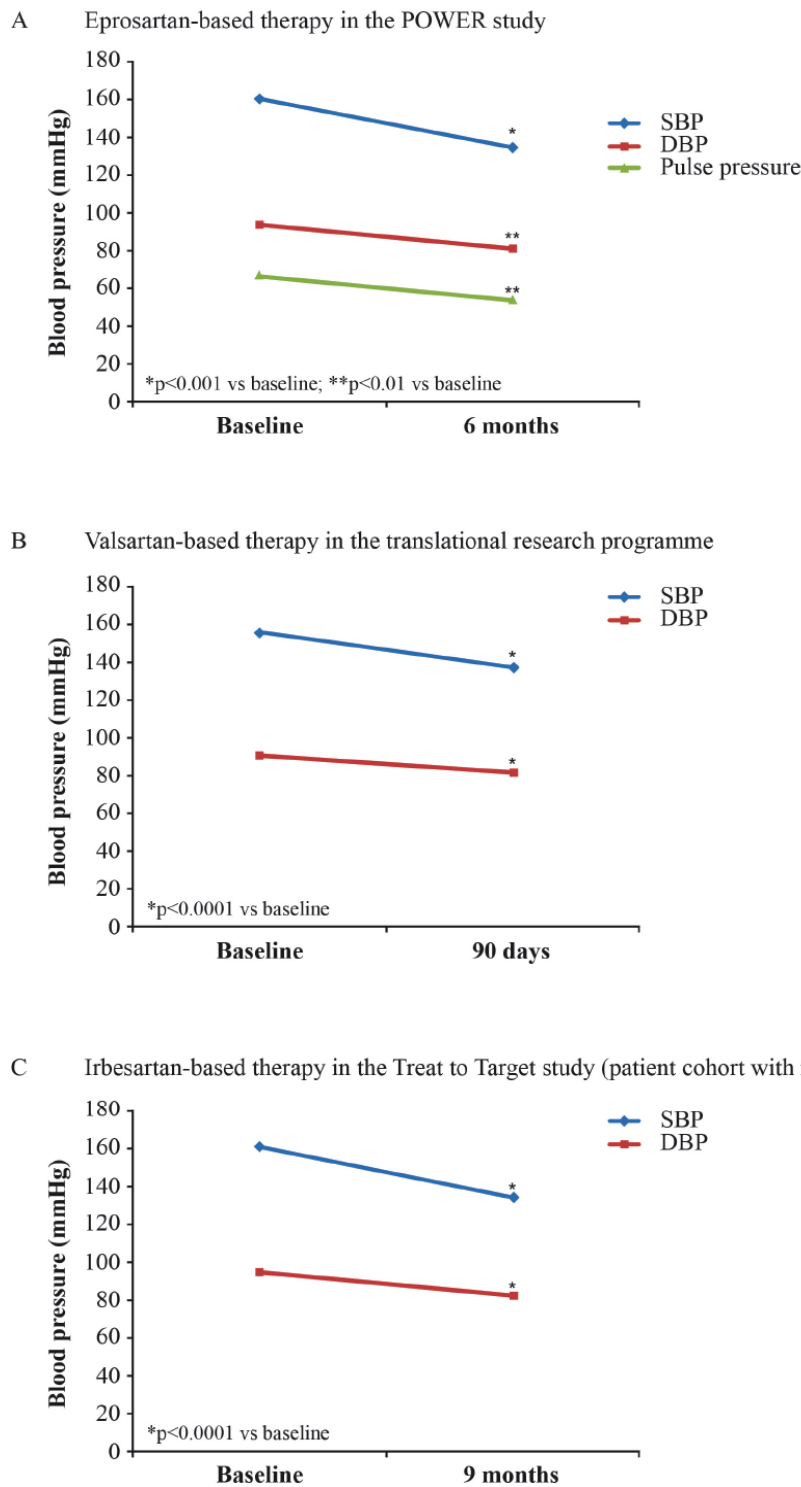 A Eprosartan-based therapy in the POWER study
180
160
140
120
100
80
60
40
20
0
Blood pressure (mmHg)
SBP
DBP
Pulse pressure
*
**
**
*p<0.001 vs baseline; **p<0.01 vs baseline
Baseline 6 months
B Valsartan-based therapy in the translational research programme
180
160
140
120
100
80
60
40
20
0
Blood pressure (mmHg)
SBP
DBP
*
*
*p<0.0001 vs baseline
Baseline 90 days
C Irbesartan-based therapy in the Treat to Target study (patient cohort with
180
160
140
120
100
80
60
40
20
0
Blood pressure (mmHg)
SBP
DBP
*
*
*p<0.0001 vs baseline
Baseline 9 months